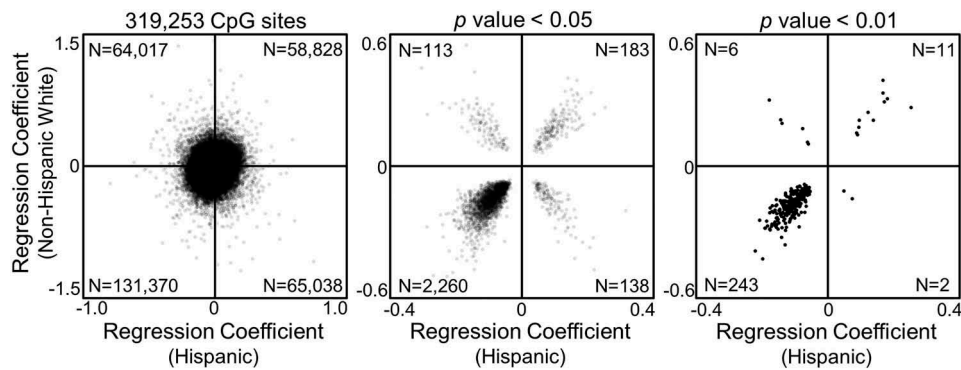 319,253 CpG sites
p value < 0.05
p value < 0.01
Regression Coefficient
(Non-Hispanic White)
1.5
0
-1.5
N=64,017
N=58,828
N=131,370
N=65,038
-1.0
0
1.0
Regression Coefficient
(Hispanic)
0.6
0
-0.6
N=113
N=183
N=2,260
N=138
-0.4
0
0.4
Regression Coefficient
(Hispanic)
0.6
0
-0.6
N=6
N=11
N=243
N=2
-0.4
0
0.4
Regression Coefficient
(Hispanic)